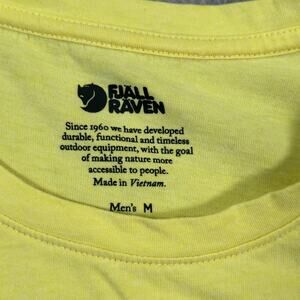 FJÄLL
RÄVEN
Since 1960 we have developed
durable, functional and timeless
outdoor equipment, with the goal
of making nature more
accessible to people.
Made in Vietnam.
Men's M